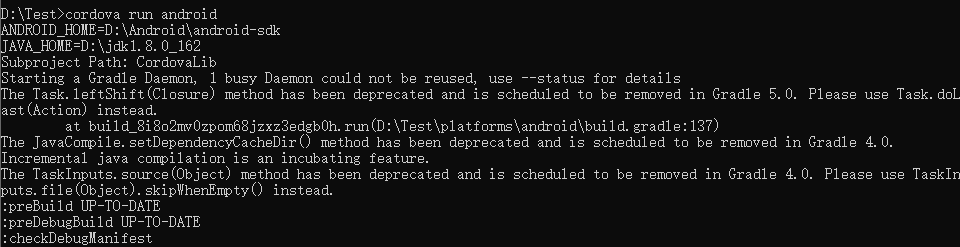 D:\Test>cordova run android
ANDROID_HOME=D:\Android\android-sdk
JAVA_HOME=D:\jdk1.8.0_162
Subproject Path: CordovaLib
Starting a Gradle Daemon, 1 busy Daemon could not be reused, use --status for details
The Task.leftShift(Closure) method has been deprecated and is scheduled to be removed in Gradle 5.0. Please use Task.doL
ast(Action) instead.
at build_8i8o2mv0zpom68jzxz3edgb0h.run(D:\Test\platforms\android\build.gradle:137)
The JavaCompile.setDependencyCacheDir() method has been deprecated and is scheduled to be removed in Gradle 4.0.
Incremental java compilation is an incubating feature.
The TaskInputs.source(Object) method has been deprecated and is scheduled to be removed in Gradle 4.0. Please use TaskIn
puts.file(Object).skipWhenEmpty() instead.
:preBuild UP-TO-DATE
:preDebugBuild UP-TO-DATE
:checkDebugManifest